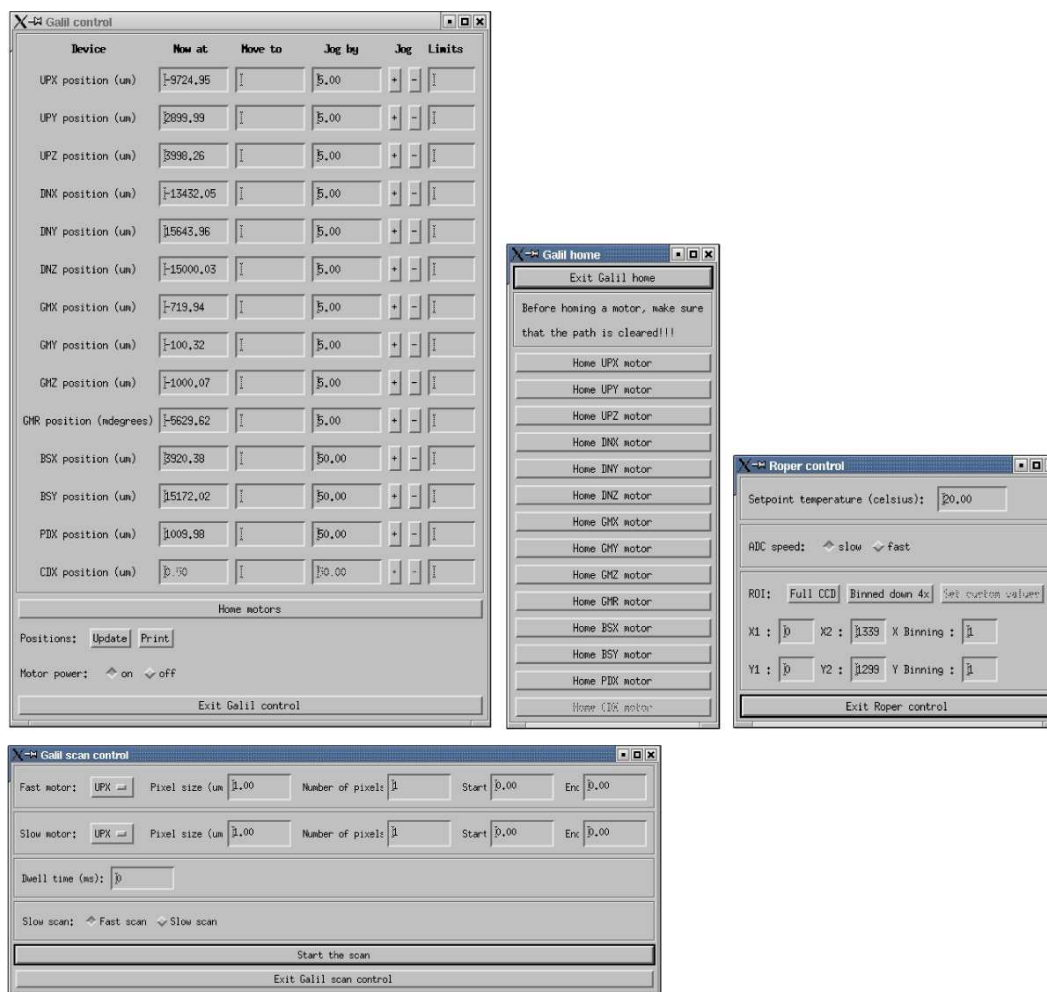 Galil control
Device Now at Move to Jog by Jog Limits
UPX position (um) -9724.95 5.00 + -
UPY position (um) 2899.99 5.00 + -
UPZ position (um) 3998.26 5.00 + -
DNX position (um) -13432.05 5.00 + -
DNY position (um) 15643.96 5.00 + -
DNZ position (um) -15000.03 5.00 + -
GMX position (um) -719.94 5.00 + -
GMY position (um) -100.32 5.00 + -
GMZ position (um) -1000.07 5.00 + -
GMR position (mdegrees) -5629.62 5.00 + -
BSX position (um) 3920.38 50.00 + -
BSY position (um) 15172.02 50.00 + -
PDX position (um) 1009.98 50.00 + -
CDX position (um) 0.50 50.00 + -
Home motors
Positions: Update Print
Motor power: on off
Exit Galil control
Galil home
Exit Galil home
Before homing a motor, make sure
that the path is cleared!!!
Home UPX motor
Home UPY motor
Home UPZ motor
Home DNX motor
Home DNY motor
Home DNZ motor
Home GMX motor
Home GMY motor
Home GMZ motor
Home GMR motor
Home BSX motor
Home BSY motor
Home PDX motor
Home CDX motor
Roper control
Setpoint temperature (celsius): 20.00
ADC speed: slow fast
ROI: Full CCD Binned down 4x Set custom values
X1 : 0 X2 : 1339 X Binning : 1
Y1 : 0 Y2 : 1299 Y Binning : 1
Exit Roper control
Galil scan control
Fast motor: UPX Pixel size (um 1.00 Number of pixels 1 Start 0.00 End 0.00
Slow motor: UPX Pixel size (um 1.00 Number of pixels 1 Start 0.00 End 0.00
Dwell time (ms): 0
Slow scan: Fast scan Slow scan
Start the scan
Exit Galil scan control